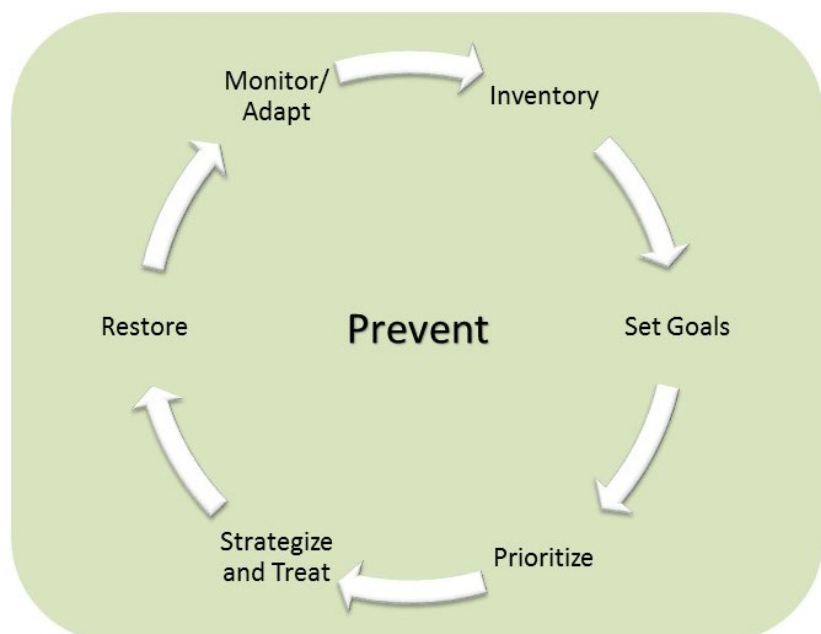 Monitor/
Adapt
Inventory
Set Goals
Prioritize
Strategize
and Treat
Restore
Prevent